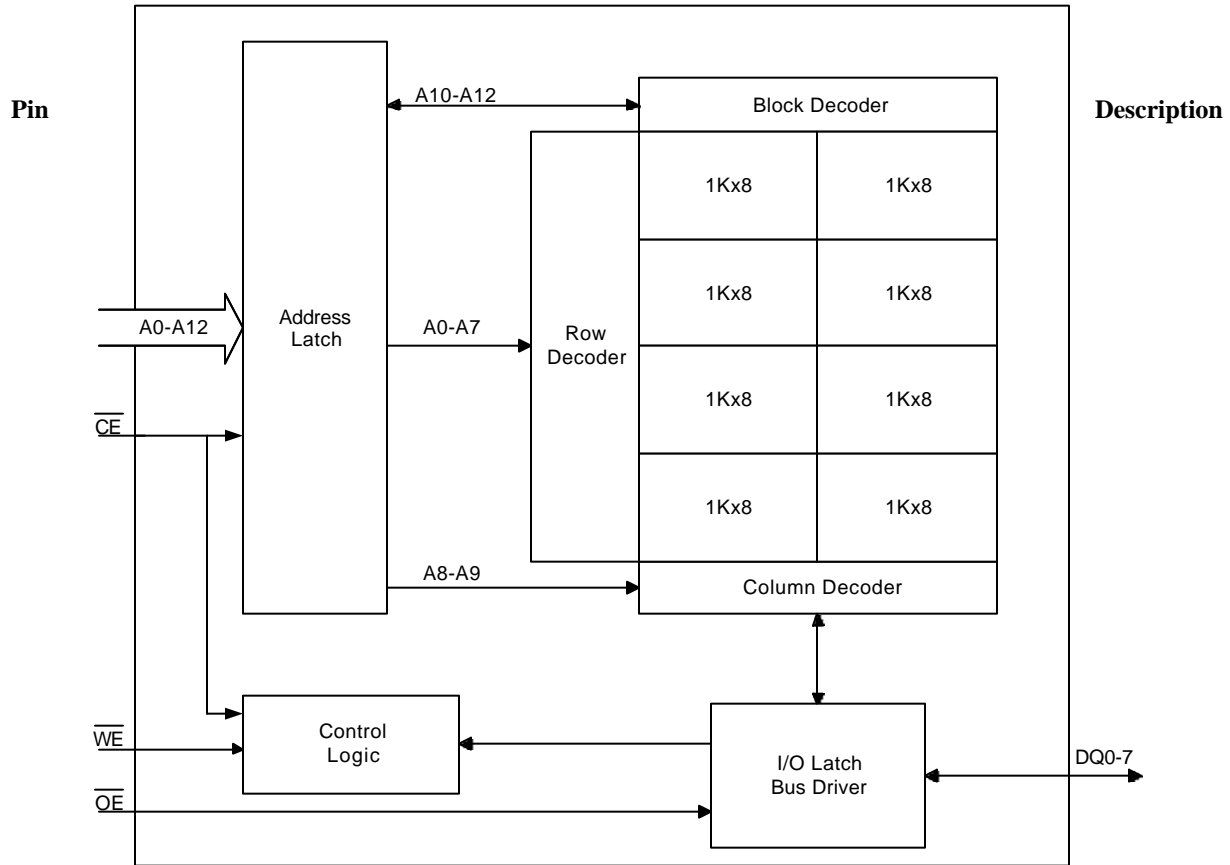 Pin
Description
A10-A12
Block Decoder
1Kx8 1Kx8
1Kx8 1Kx8
1Kx8 1Kx8
1Kx8 1Kx8
A0-A12
Address
Latch
A0-A7
Row
Decoder
CE
A8-A9
Column Decoder
WE
Control
Logic
I/O Latch
Bus Driver
DQ0-7
OE